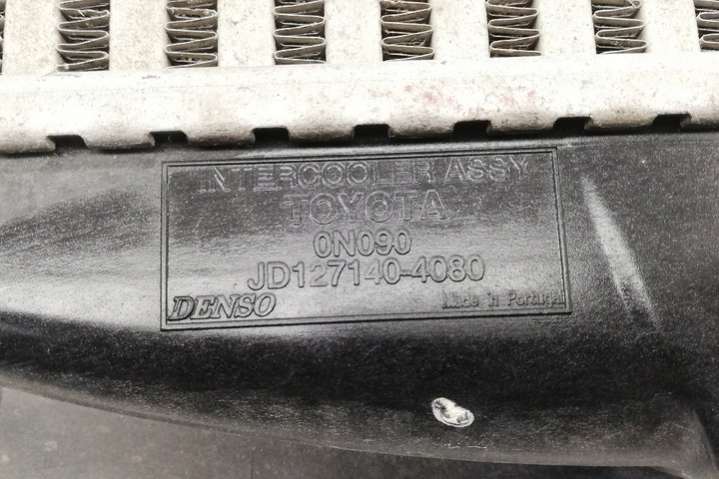 INTERCOOLER ASSY
TOYOTA
0N090
JD127140-4080
DENSO
Made in Portugal